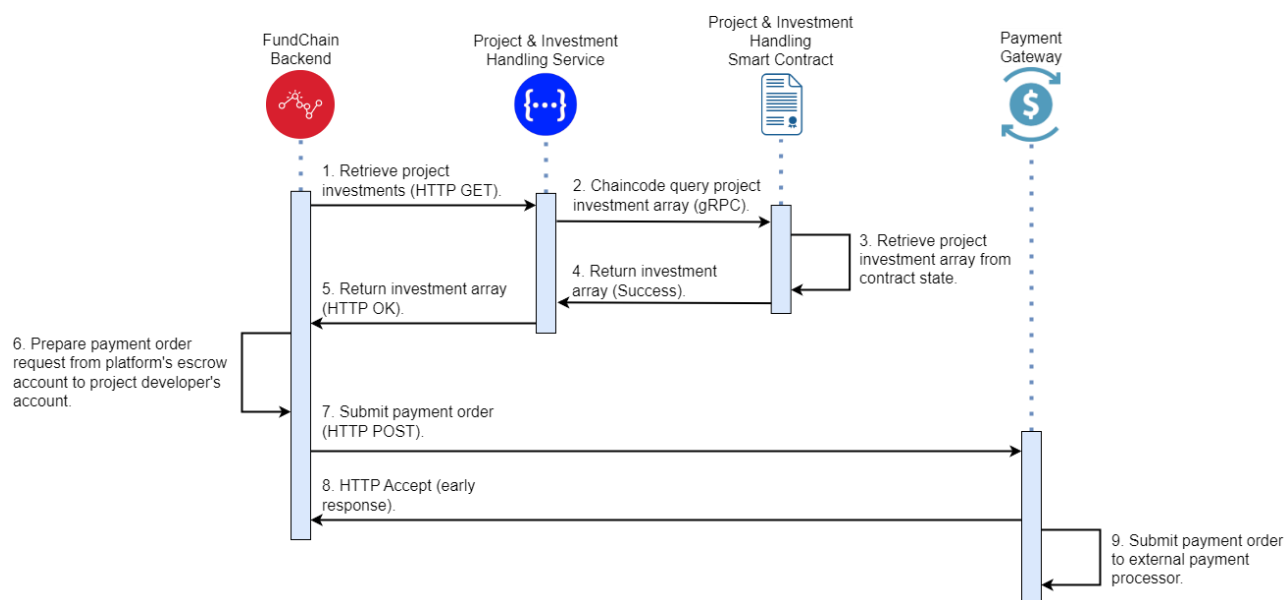 FundChain
Backend
Project & Investment
Handling Service
Project & Investment
Handling
Smart Contract
Payment
Gateway
{...}
$
1. Retrieve project
investments (HTTP GET).
2. Chaincode query project
investment array (gRPC).
3. Retrieve project
investment array from
contract state.
4. Return investment
array (Success).
5. Return investment array
(HTTP OK).
6. Prepare payment order
request from platform's escrow
account to project developer's
account.
7. Submit payment order
(HTTP POST).
8. HTTP Accept (early
response).
9. Submit payment order
to external payment
processor.